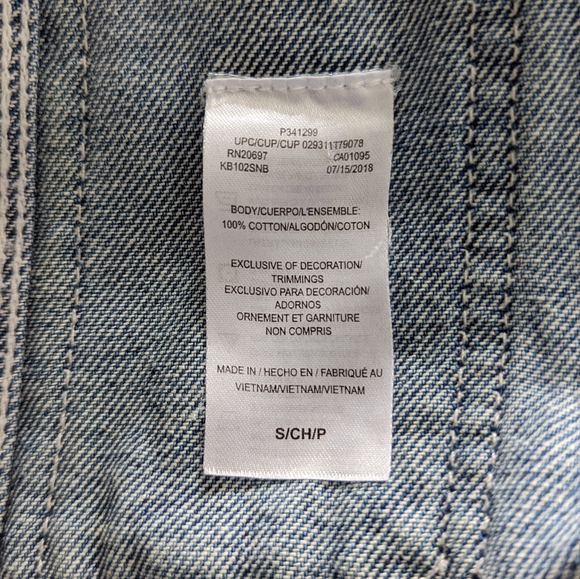 P341299
UPC/CUP/CUP 029311779078
RN20697 CA01095
KB102SNB 07/15/2018
BODY/CUERPO/L'ENSEMBLE:
100% COTTON/ALGODÓN/COTON
EXCLUSIVE OF DECORATION/
TRIMMINGS
EXCLUSIVO PARA DECORACIÓN/
ADORNOS
ORNEMENT ET GARNITURE
NON COMPRIS
MADE IN / HECHO EN / FABRIQUÉ AU
VIETNAM/VIETNAM/VIETNAM
S/CH/P